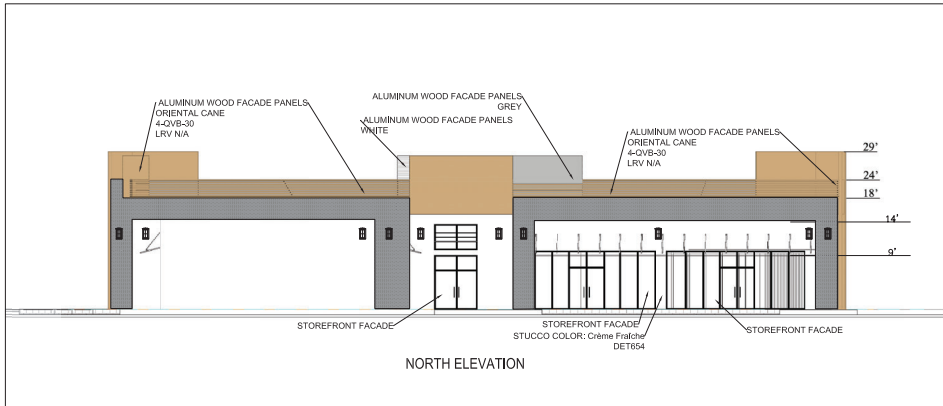 ALUMINUM WOOD FACADE PANELS
ORIENTAL CANE
4-QVB-30
LRV N/A
ALUMINUM WOOD FACADE PANELS
GREY
ALUMINUM WOOD FACADE PANELS
WHITE
ALUMINUM WOOD FACADE PANELS
ORIENTAL CANE
4-QVB-30
LRV N/A
29'
24'
18'
14'
9'
STOREFRONT FACADE
STOREFRONT FACADE
STUCCO COLOR: Crème Fraîche
DET654
STOREFRONT FACADE
NORTH ELEVATION